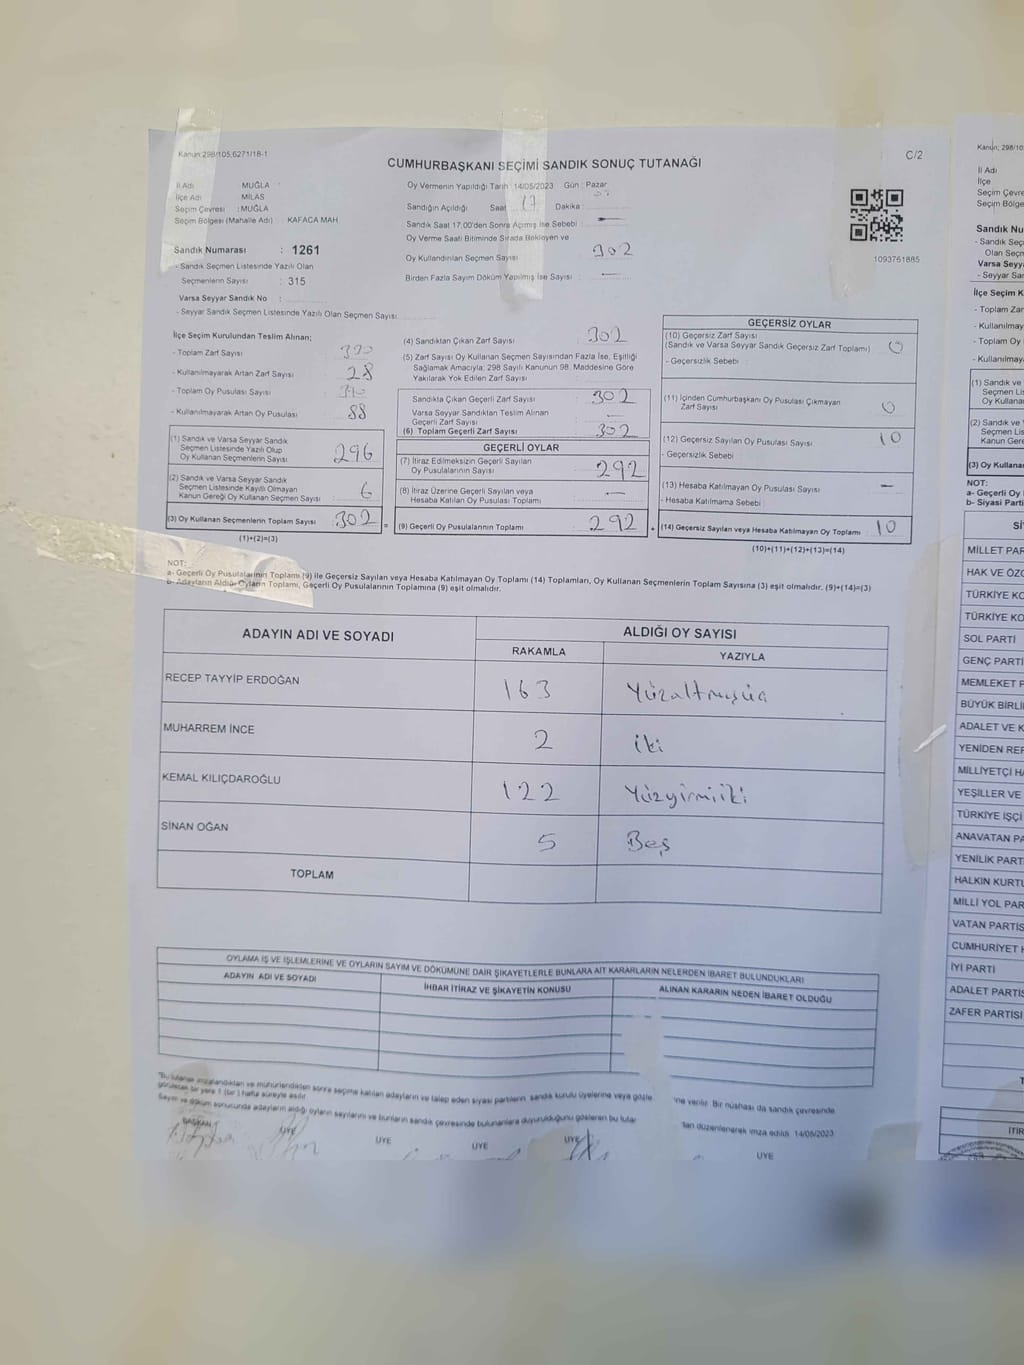 Kanun:298/105,6271/18-1
C/2
CUMHURBAŞKANI SEÇİMİ SANDIK SONUÇ TUTANAĞI
İl Adı : MUĞLA
İlçe Adı : MİLAS
Seçim Çevresi : MUĞLA
Seçim Bölgesi (Mahalle Adı) : KAFACA MAH
Sandık Numarası : 1261
- Sandık Seçmen Listesinde Yazılı Olan
Seçmenlerin Sayısı : 315
Varsa Seyyar Sandık No :
- Seyyar Sandık Seçmen Listesinde Yazılı Olan Seçmen Sayısı
Oy Vermenin Yapıldığı Tarih 14/05/2023 Gün : Pazar
Sandığın Açıldığı Saat 17 Dakika :
Sandık Saat 17.00'den Sonra Açılmış İse Sebebi : —
Oy Verme Saati Bitiminde Sırada Bekleyen ve
Oy Kullandırılan Seçmen Sayısı 302
Birden Fazla Sayım Döküm Yapılmış İse Sayısı : —
1093761885
İlçe Seçim Kurulundan Teslim Alınan;
- Toplam Zarf Sayısı
- Kullanılmayarak Artan Zarf Sayısı 28
- Toplam Oy Pusulası Sayısı
- Kullanılmayarak Artan Oy Pusulası 88
(1) Sandık ve Varsa Seyyar Sandık
Seçmen Listesinde Yazılı Olup
Oy Kullanan Seçmenlerin Sayısı 296
(2) Sandık ve Varsa Seyyar Sandık
Seçmen Listesinde Kayıtlı Olmayan
Kanun Gereği Oy Kullanan Seçmen Sayısı 6
(3) Oy Kullanan Seçmenlerin Toplam Sayısı 302 =
(1)+(2)=(3)
(4) Sandıktan Çıkan Zarf Sayısı : 302
(5) Zarf Sayısı Oy Kullanan Seçmen Sayısından Fazla İse, Eşitliği
Sağlamak Amacıyla; 298 Sayılı Kanunun 98. Maddesine Göre
Yakılarak Yok Edilen Zarf Sayısı :
Sandıkta Çıkan Geçerli Zarf Sayısı : 302
Varsa Seyyar Sandıktan Teslim Alınan
Geçerli Zarf Sayısı : —
(6) Toplam Geçerli Zarf Sayısı : 302
GEÇERLİ OYLAR
(7) İtiraz Edilmeksizin Geçerli Sayılan
Oy Pusulalarının Sayısı : 292
(8) İtiraz Üzerine Geçerli Sayılan veya
Hesaba Katılan Oy Pusulası Toplamı : —
(9) Geçerli Oy Pusulalarının Toplamı : 292 +
GEÇERSİZ OYLAR
(10) Geçersiz Zarf Sayısı
(Sandık ve Varsa Seyyar Sandık Geçersiz Zarf Toplamı) : 0
- Geçersizlik Sebebi :
(11) İçinden Cumhurbaşkanı Oy Pusulası Çıkmayan
Zarf Sayısı : 0
(12) Geçersiz Sayılan Oy Pusulası Sayısı : 10
- Geçersizlik Sebebi :
(13) Hesaba Katılmayan Oy Pusulası Sayısı : —
- Hesaba Katılmama Sebebi :
(14) Geçersiz Sayılan veya Hesaba Katılmayan Oy Toplamı : 10
(10)+(11)+(12)+(13)=(14)
NOT:
a- Geçerli Oy Pusulalarının Toplamı (9) ile Geçersiz Sayılan veya Hesaba Katılmayan Oy Toplamı (14) Toplamları, Oy Kullanan Seçmenlerin Toplam Sayısına (3) eşit olmalıdır. (9)+(14)=(3)
b- Adayların Aldığı Oyların Toplamı, Geçerli Oy Pusulalarının Toplamına (9) eşit olmalıdır.
ADAYIN ADI VE SOYADI ALDIĞI OY SAYISI
RAKAMLA YAZIYLA
RECEP TAYYİP ERDOĞAN 163 Yüzaltmışüç
MUHARREM İNCE 2 iki
KEMAL KILIÇDAROĞLU 122 Yüzyirmiiki
SİNAN OĞAN 5 Beş
TOPLAM
OYLAMA İŞ VE İŞLEMLERİNE VE OYLARIN SAYIM VE DÖKÜMÜNE DAİR ŞİKAYETLERLE BUNLARA AİT KARARLARIN NELERDEN İBARET BULUNDUKLARI
ADAYIN ADI VE SOYADI İHBAR İTİRAZ VE ŞİKAYETİN KONUSU ALINAN KARARIN NEDEN İBARET OLDUĞU
"Bu tutanak imzalandıktan ve mühürlendikten sonra seçime katılan adayların ve talep eden siyasi partilerin sandık kurulu üyelerine veya gözle ine verilir. Bir nüshası da sandık çevresinde
görülecek bir yere 1 (bir) hafta süreyle asılır
Sayım ve döküm sonucunda adayların aldığı oyların sayılarını ve bunların sandık çevresinde bulunanlara duyurulduğunu gösteren bu tutar düzenlenerek imza edildi. 14/05/2023
BAŞKAN ÜYE ÜYE ÜYE ÜYE ÜYE
Kanun: 298/10
İl Adı
İlçe
Seçim Çevre
Seçim Bölge
Sandık Nu
- Sandık Seç
Olan Seçn
Varsa Seyy
- Seyyar Sar
İlçe Seçim K
- Toplam Zar
- Kullanılmay
- Toplam Oy
- Kullanılmay
(1) Sandık ve
Seçmen Lis
Oy Kullana
(2) Sandık ve
Seçmen Lis
Kanun Gere
(3) Oy Kullana
NOT:
a- Geçerli Oy
b- Siyasi Parti
Sİ
MİLLET PAR
HAK VE ÖZG
TÜRKİYE KO
TÜRKİYE KO
SOL PARTİ
GENÇ PARTİ
MEMLEKET P
BÜYÜK BİRLİ
ADALET VE K
YENİDEN REF
MİLLİYETÇİ HA
YEŞİLLER VE
TÜRKİYE İŞÇİ
ANAVATAN PA
YENİLİK PARTİ
HALKIN KURTU
MİLLİ YOL PAR
VATAN PARTİS
CUMHURİYET H
İYİ PARTİ
ADALET PARTİS
ZAFER PARTİSİ
T
İTİR